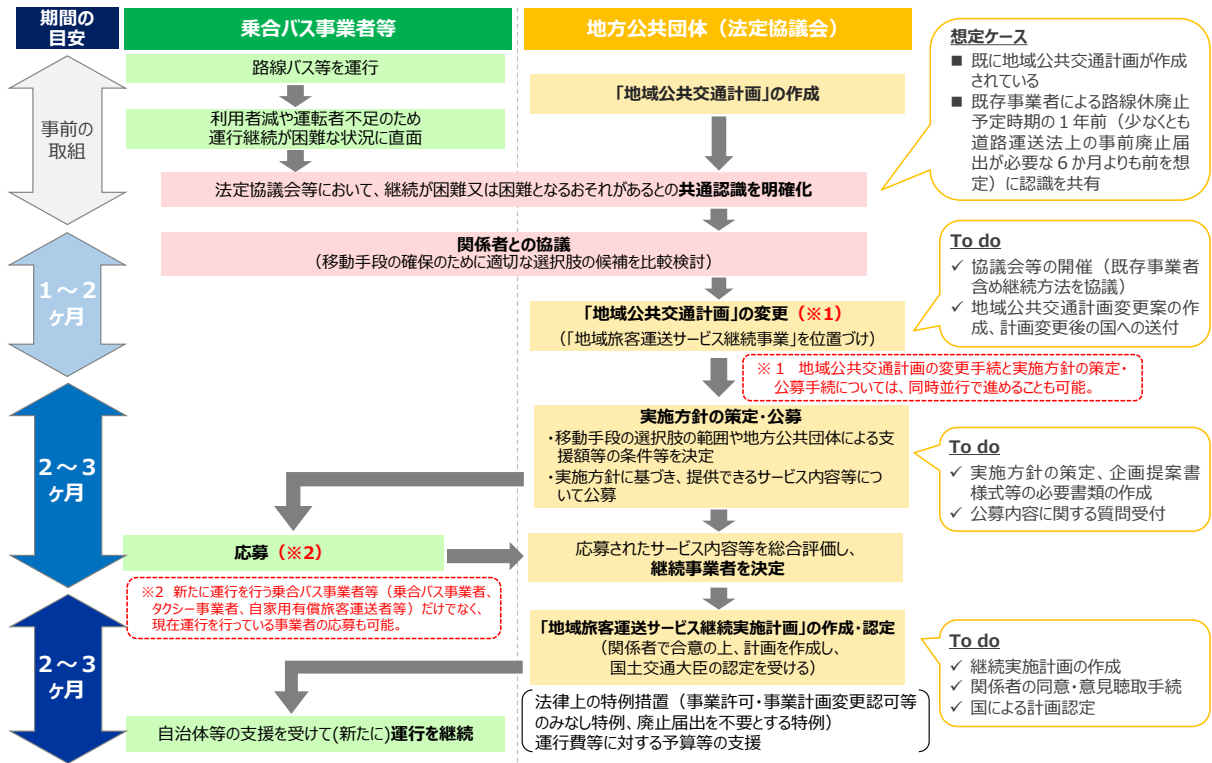 期間の
目安
乗合バス事業者等
地方公共団体（法定協議会）
事前の
取組
路線バス等を運行
利用者減や運転者不足のため
運行継続が困難な状況に直面
「地域公共交通計画」の作成
法定協議会等において、継続が困難又は困難となるおそれがあるとの共通認識を明確化
想定ケース
■ 既に地域公共交通計画が作成
されている
■ 既存事業者による路線休廃止
予定時期の１年前（少なくとも
道路運送法上の事前廃止届
出が必要な６か月よりも前を想
定）に認識を共有
１～２
ヶ月
関係者との協議
（移動手段の確保のために適切な選択肢の候補を比較検討）
「地域公共交通計画」の変更（※1）
（「地域旅客運送サービス継続事業」を位置づけ）
To do
✓ 協議会等の開催（既存事業者
含め継続方法を協議）
✓ 地域公共交通計画変更案の作
成、計画変更後の国への送付
※１ 地域公共交通計画の変更手続と実施方針の策定・
公募手続については、同時並行で進めることも可能。
２～３
ヶ月
実施方針の策定・公募
・移動手段の選択肢の範囲や地方公共団体による支
援額等の条件等を決定
・実施方針に基づき、提供できるサービス内容等につ
いて公募
To do
✓ 実施方針の策定、企画提案書
様式等の必要書類の作成
✓ 公募内容に関する質問受付
応募（※2）
※2 新たに運行を行う乗合バス事業者等（乗合バス事業者、
タクシー事業者、自家用有償旅客運送者等）だけでなく、
現在運行を行っている事業者の応募も可能。
応募されたサービス内容等を総合評価し、
継続事業者を決定
２～３
ヶ月
「地域旅客運送サービス継続実施計画」の作成・認定
（関係者で合意の上、計画を作成し、
国土交通大臣の認定を受ける）
To do
✓ 継続実施計画の作成
✓ 関係者の同意・意見聴取手続
✓ 国による計画認定
自治体等の支援を受けて(新たに)運行を継続
法律上の特例措置（事業許可・事業計画変更認可等
のみなし特例、廃止届出を不要とする特例）
運行費等に対する予算等の支援